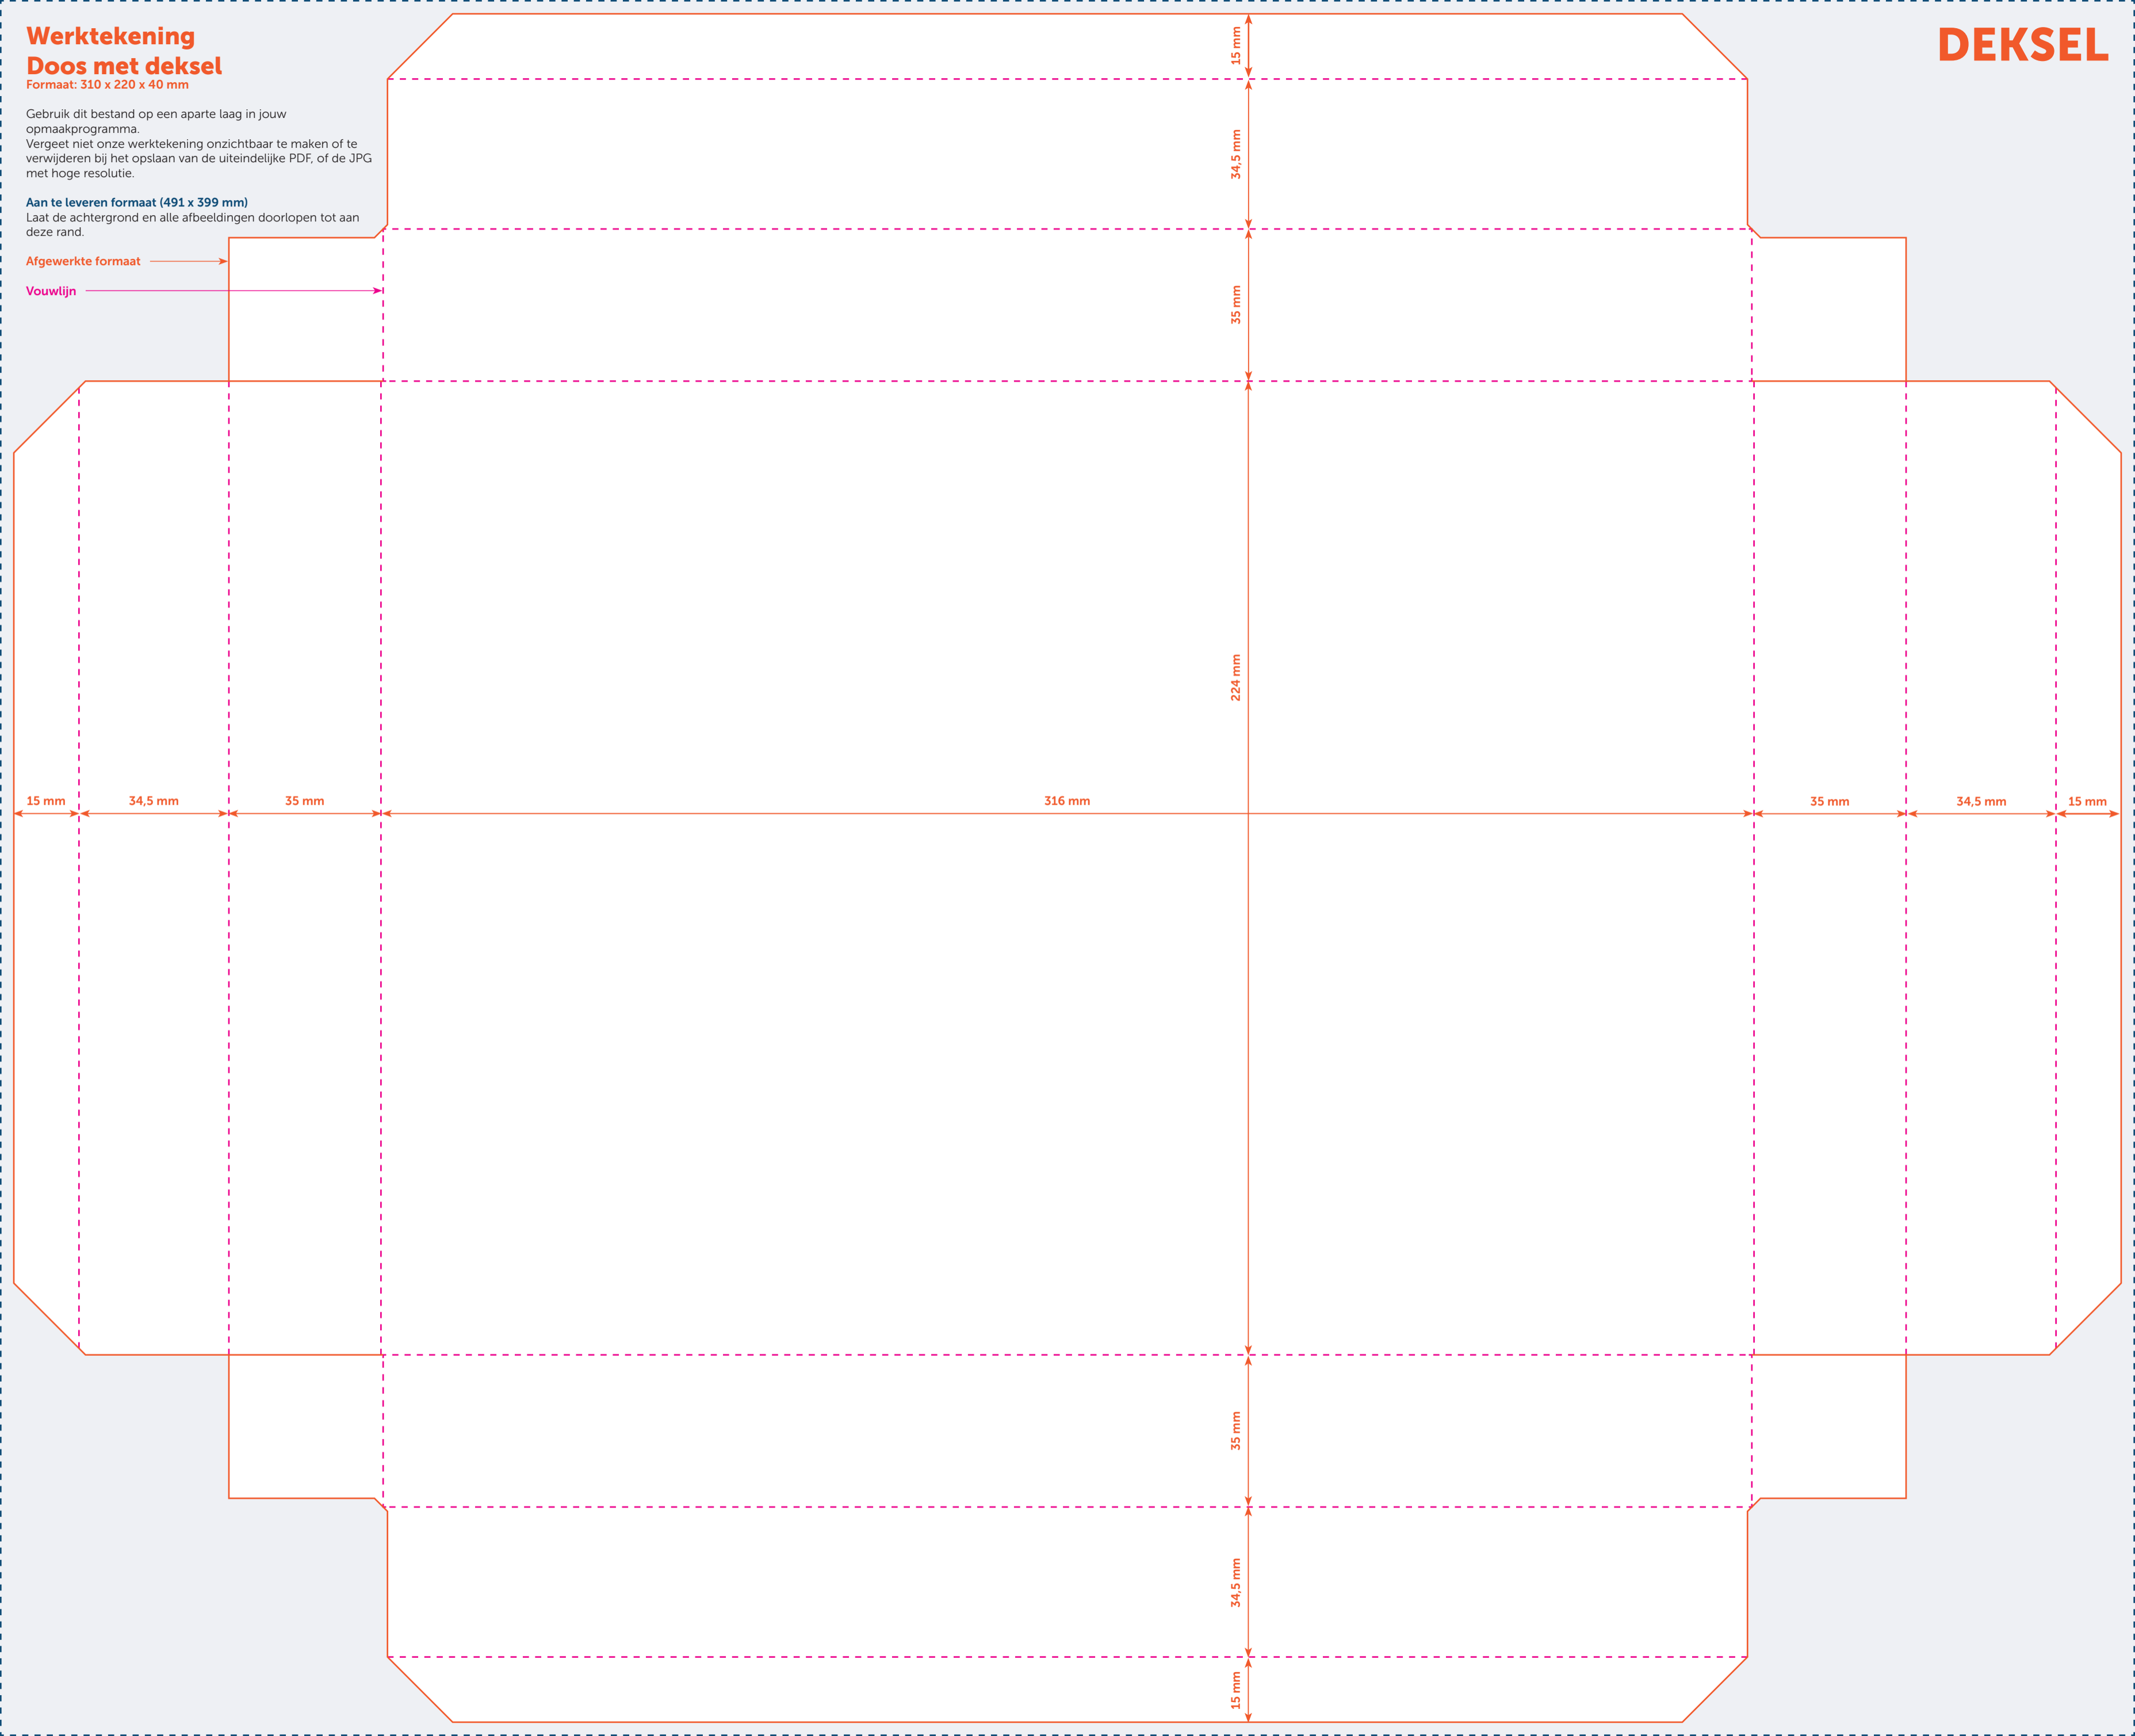 Werktekening
Doos met deksel
Formaat: 310 x 220 x 40 mm
Gebruik dit bestand op een aparte laag in jouw
opmaakprogramma.
Vergeet niet onze werktekening onzichtbaar te maken of te
verwijderen bij het opslaan van de uiteindelijke PDF, of de JPG
met hoge resolutie.
Aan te leveren formaat (491 x 399 mm)
Laat de achtergrond en alle afbeeldingen doorlopen tot aan
deze rand.
Afgewerkte formaat
Vouwlijn
DEKSEL
15 mm
34,5 mm
35 mm
224 mm
15 mm
34,5 mm
35 mm
316 mm
35 mm
34,5 mm
15 mm
35 mm
34,5 mm
15 mm